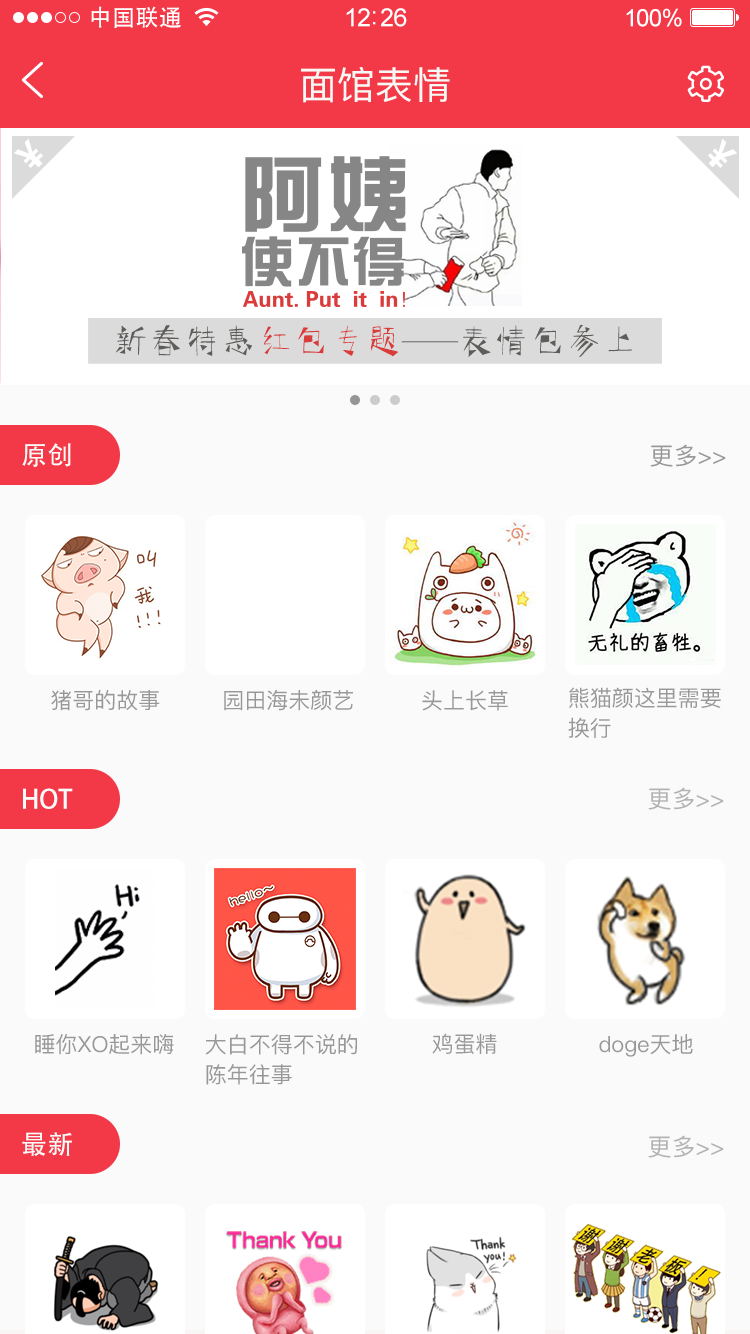 中国联通
12:26
100%
面馆表情
¥
¥
阿姨
使不得
Aunt. Put it in!
新春特惠红包专题——表情包参上
原创
更多>>
叫
我
!!!
无礼的畜牲。
猪哥的故事
园田海未颜艺
头上长草
熊猫颜这里需要
换行
HOT
更多>>
Hi
hello~
睡你XO起来嗨
大白不得不说的
陈年往事
鸡蛋精
doge天地
最新
更多>>
Thank You
Thank
you!
谢谢老板!